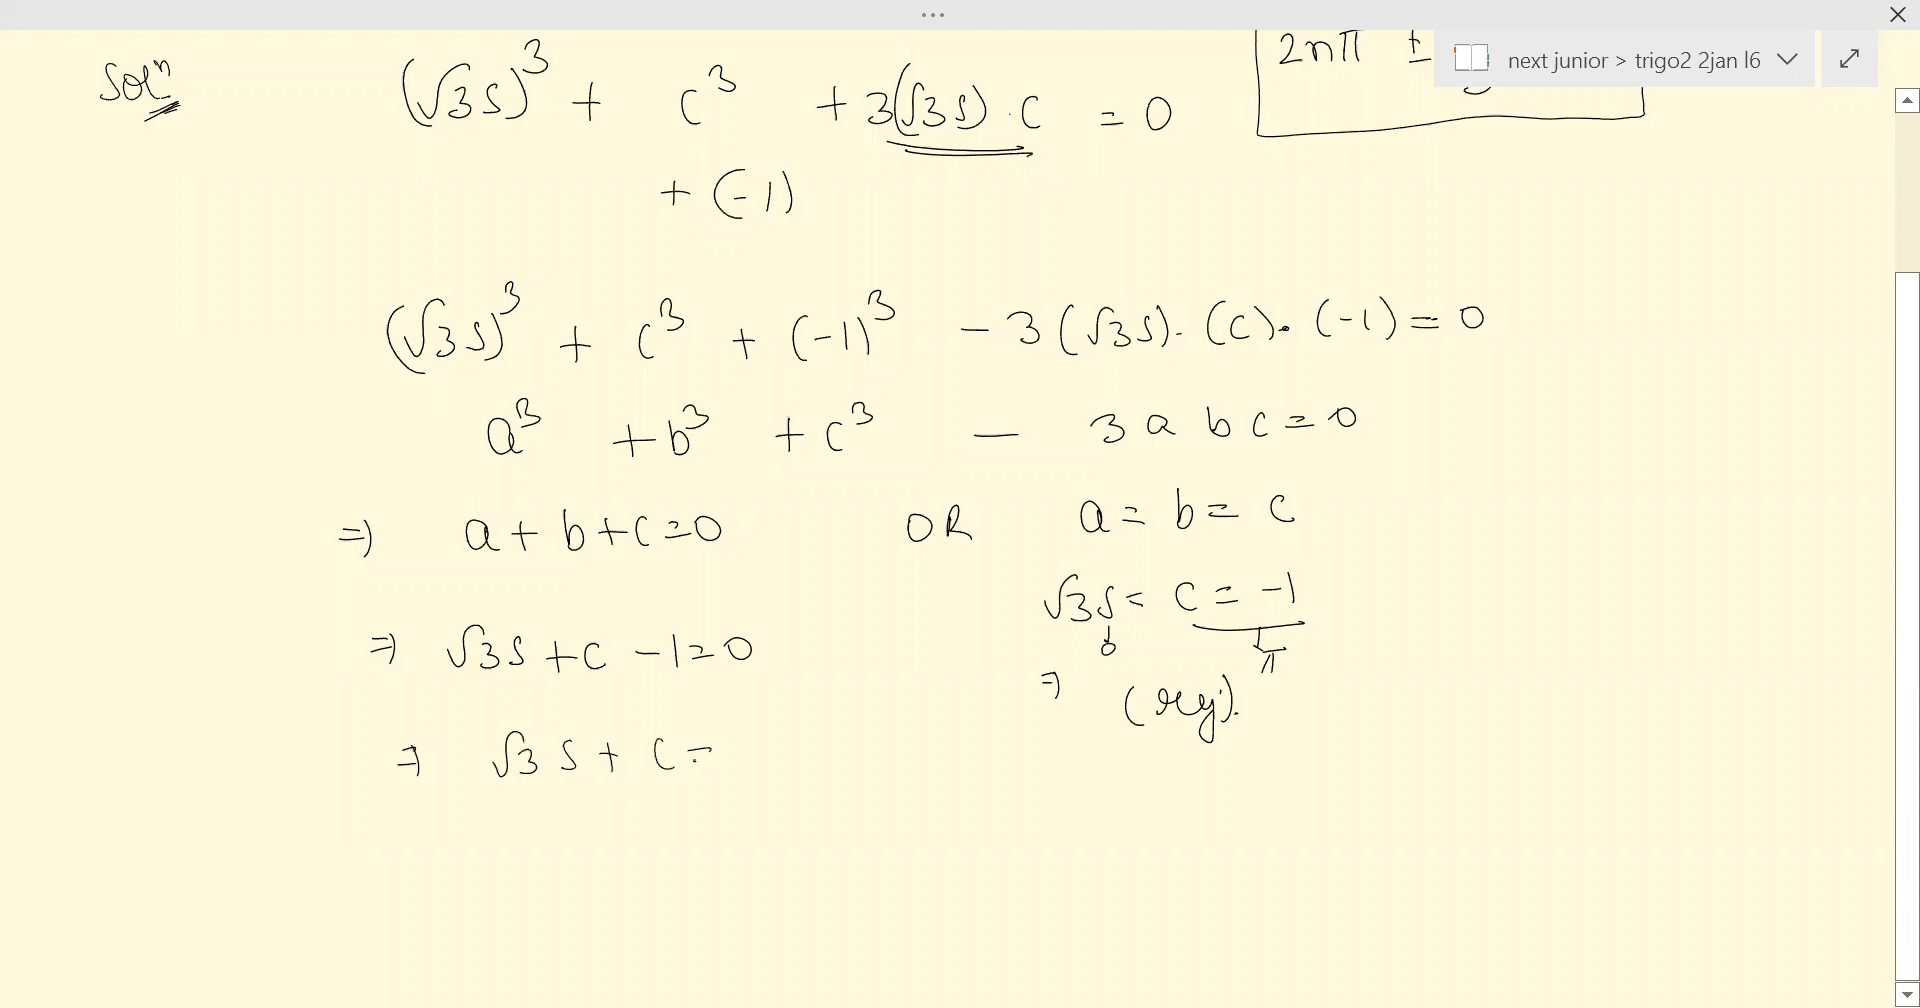 next junior > trigo2 2jan l6
2nπ ±
Solⁿ (√3 s)³ + c³ + 3(√3 s) · c = 0
+ (-1)
(√3 s)³ + c³ + (-1)³ - 3 (√3 s) · (c) · (-1) = 0
a³ + b³ + c³ - 3 a b c = 0
⇒ a + b + c = 0 OR a = b = c
√3 s = c = -1
0 π
⇒ √3 s + c - 1 = 0
⇒ (rej).
⇒ √3 s + c =